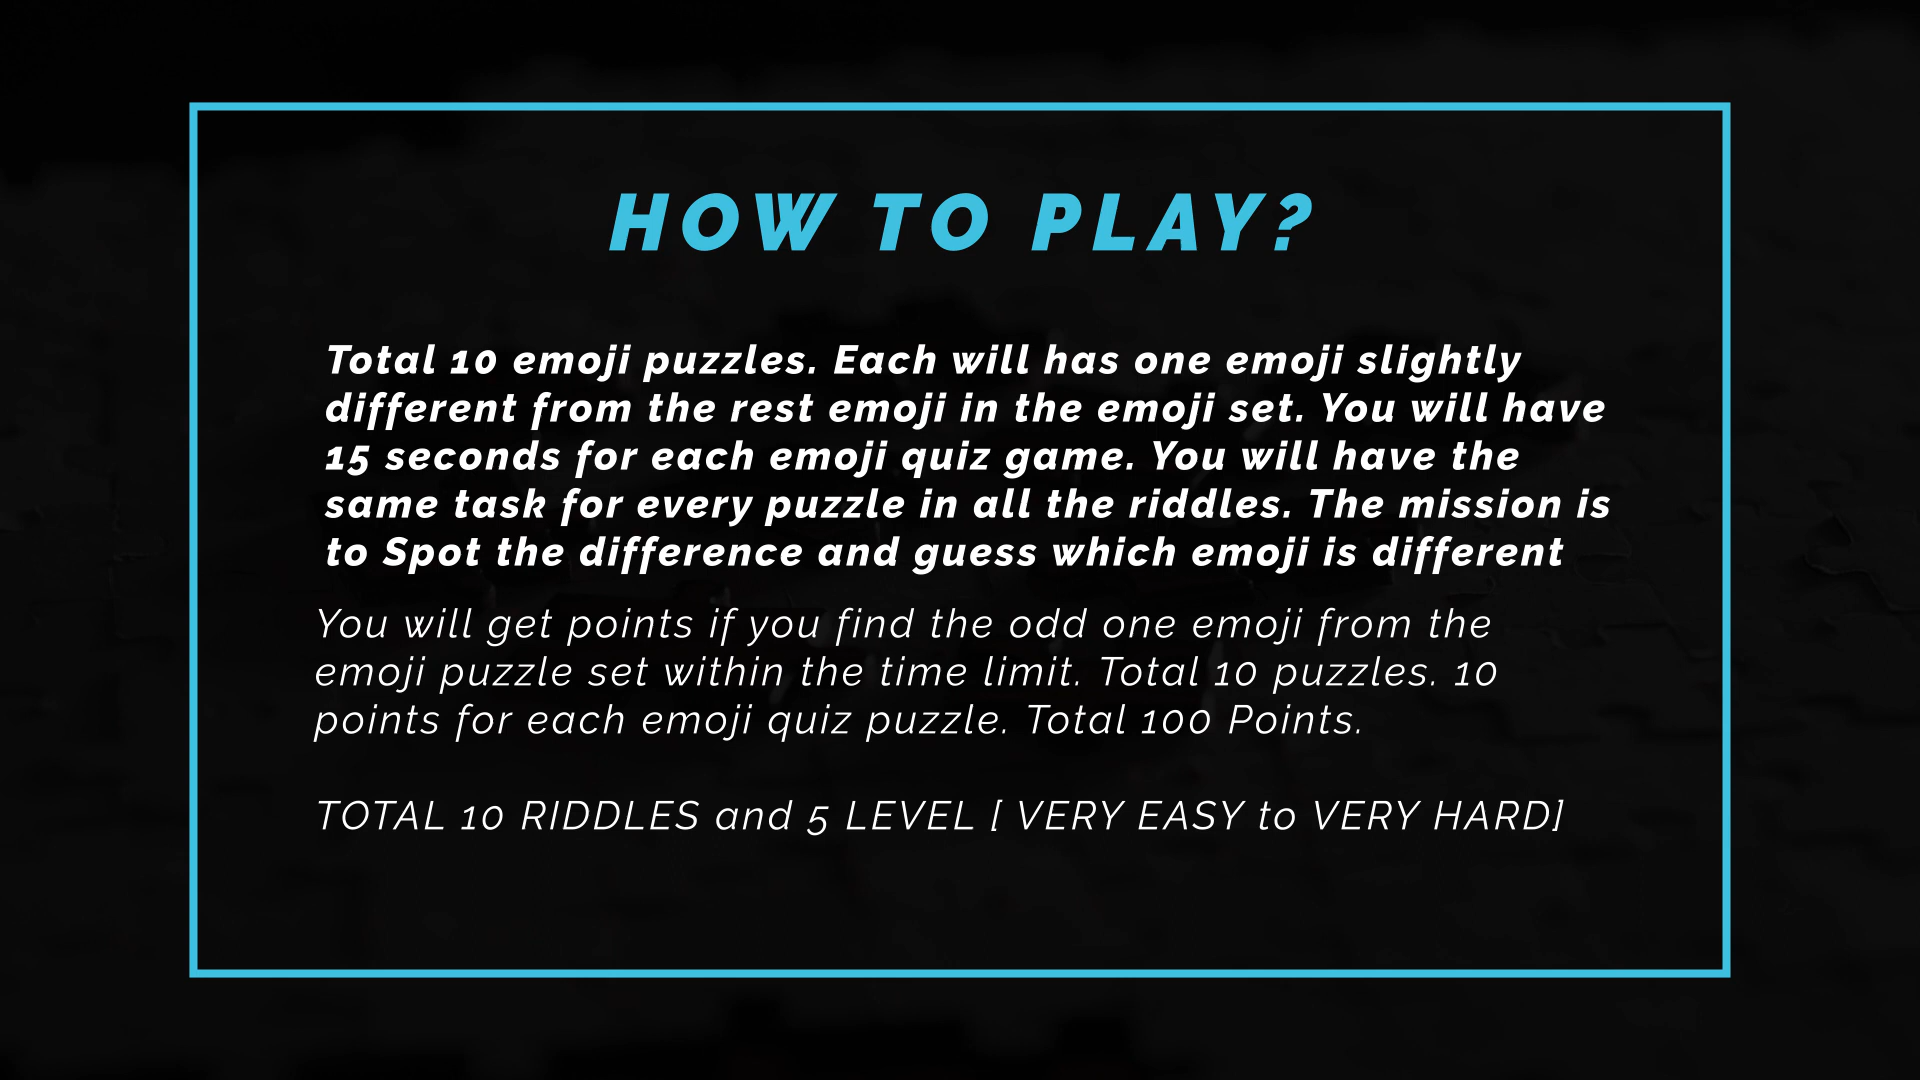 HOW TO PLAY?
Total 10 emoji puzzles. Each will has one emoji slightly
different from the rest emoji in the emoji set. You will have
15 seconds for each emoji quiz game. You will have the
same task for every puzzle in all the riddles. The mission is
to Spot the difference and guess which emoji is different
You will get points if you find the odd one emoji from the
emoji puzzle set within the time limit. Total 10 puzzles. 10
points for each emoji quiz puzzle. Total 100 Points.
TOTAL 10 RIDDLES and 5 LEVEL [ VERY EASY to VERY HARD]